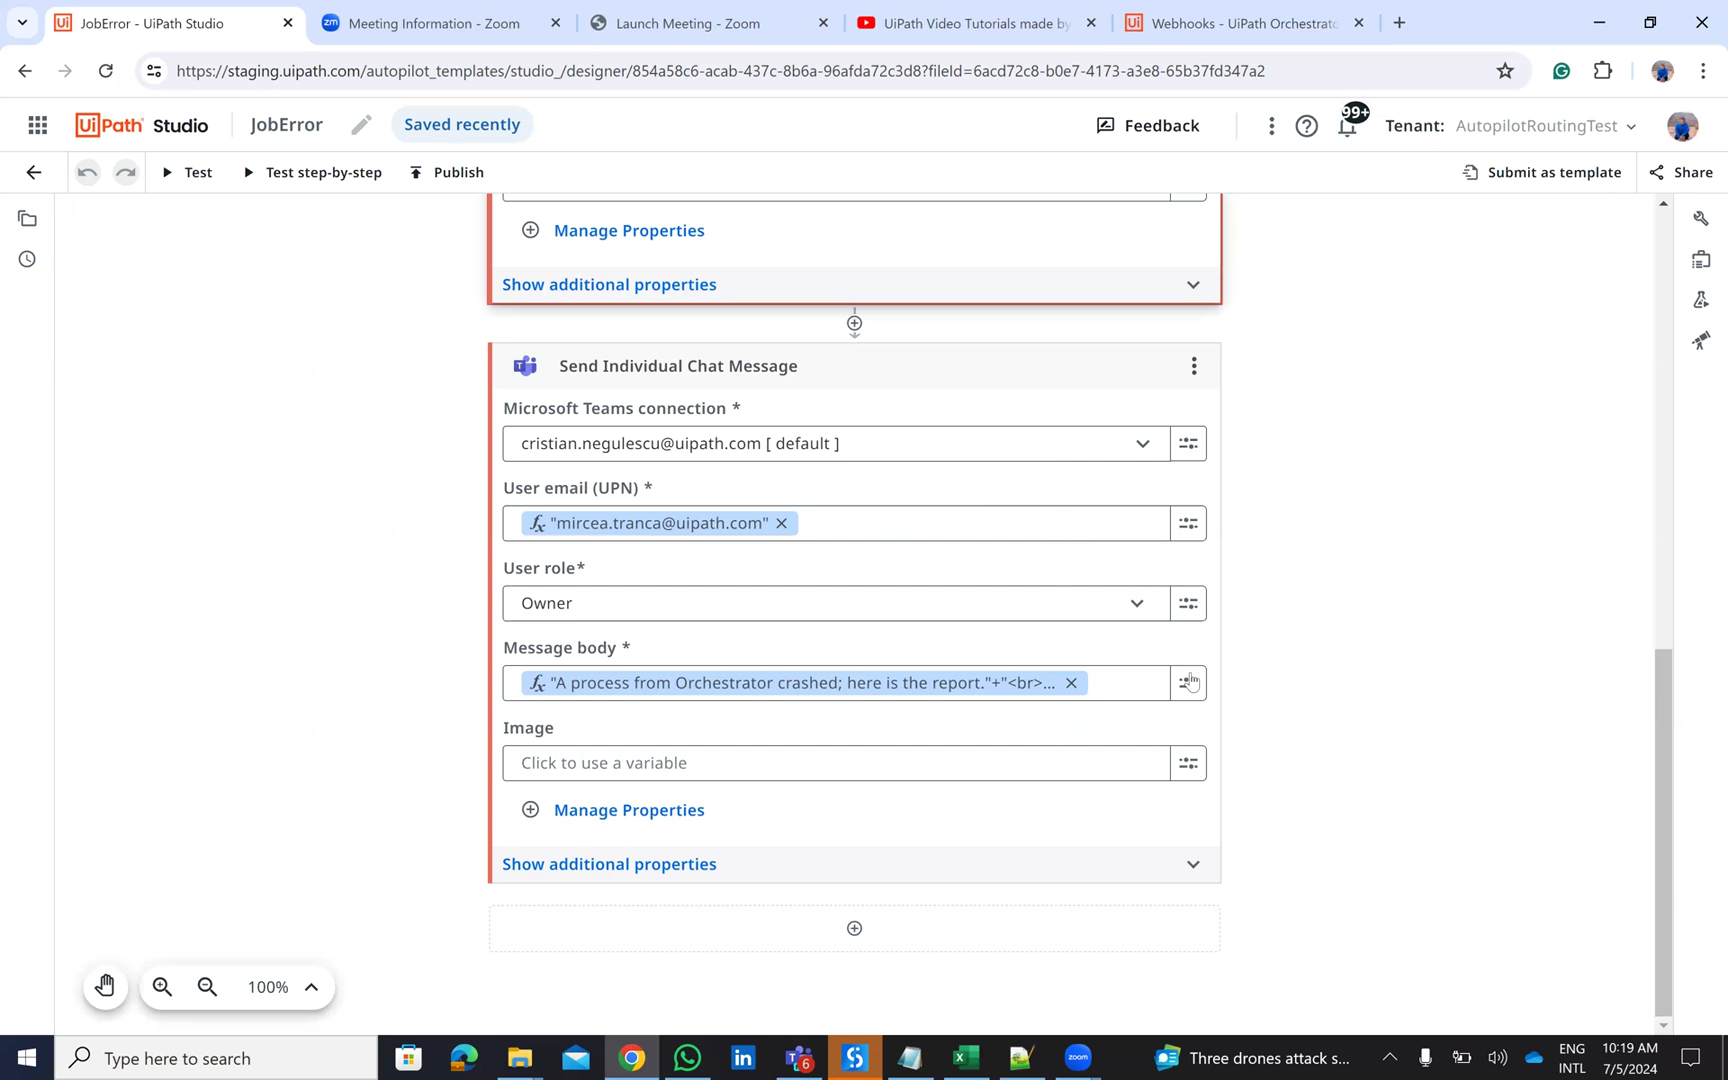 JobError - UiPath Studio
Meeting Information - Zoom
Launch Meeting - Zoom
UiPath Video Tutorials made by
Webhooks - UiPath Orchestrato
https://staging.uipath.com/autopilot_templates/studio_/designer/854a58c6-acab-437c-8b6a-96afda72c3d8?fileId=6acd72c8-b0e7-4173-a3e8-65b37fd347a2
UiPath Studio
JobError
Saved recently
Feedback
99+
Tenant: AutopilotRoutingTest
Test
Test step-by-step
Publish
Submit as template
Share
Manage Properties
Show additional properties
Send Individual Chat Message
Microsoft Teams connection *
cristian.negulescu@uipath.com [ default ]
User email (UPN) *
fx "mircea.tranca@uipath.com"
User role*
Owner
Message body *
fx "A process from Orchestrator crashed; here is the report."+"<br>...
Image
Click to use a variable
Manage Properties
Show additional properties
100%
Type here to search
6
zoom
Three drones attack s...
ENG
INTL
10:19 AM
7/5/2024